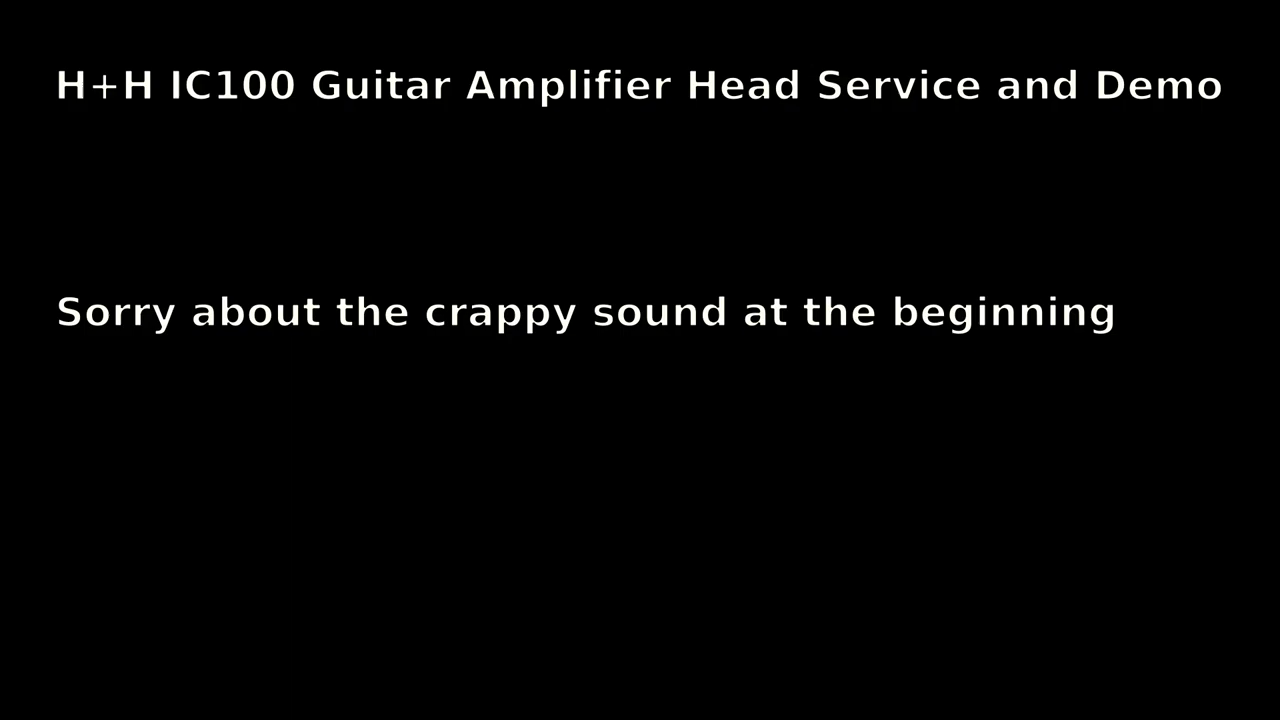 H+H IC100 Guitar Amplifier Head Service and Demo
Sorry about the crappy sound at the beginning